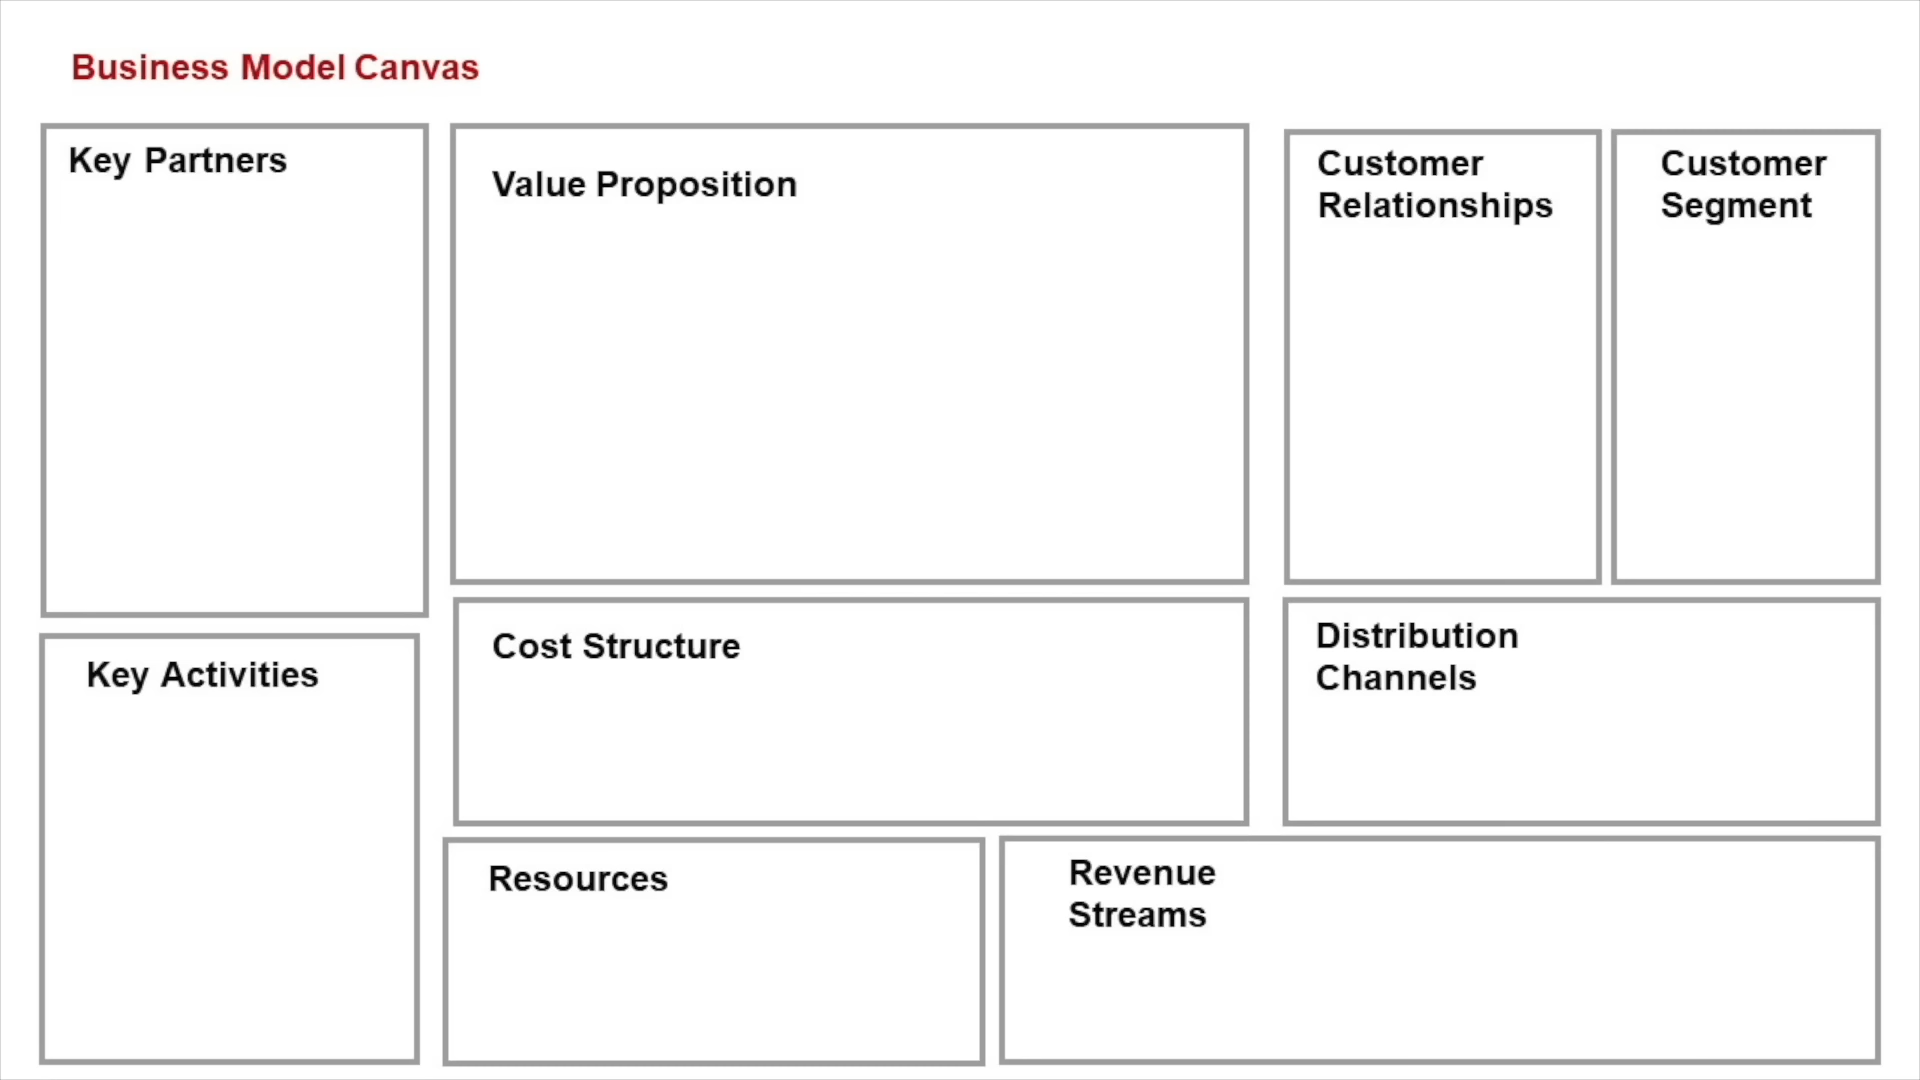 Business Model Canvas
Key Partners
Value Proposition
Customer
Relationships
Customer
Segment
Key Activities
Cost Structure
Distribution
Channels
Resources
Revenue
Streams